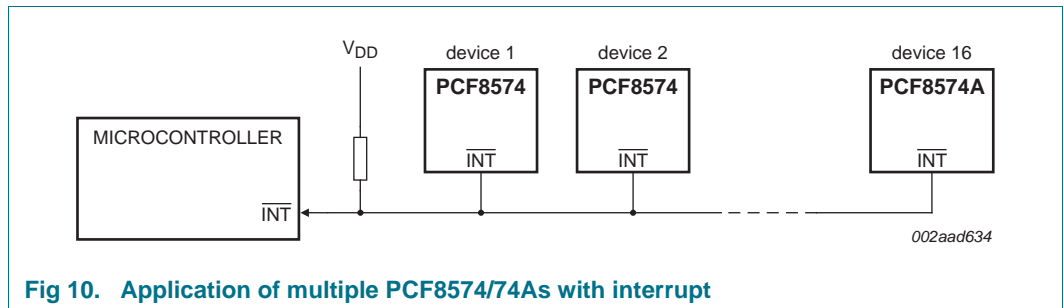 V_DD device 1 device 2 device 16
PCF8574 PCF8574 PCF8574A
MICROCONTROLLER
INT INT INT
INT
002aad634
Fig 10. Application of multiple PCF8574/74As with interrupt